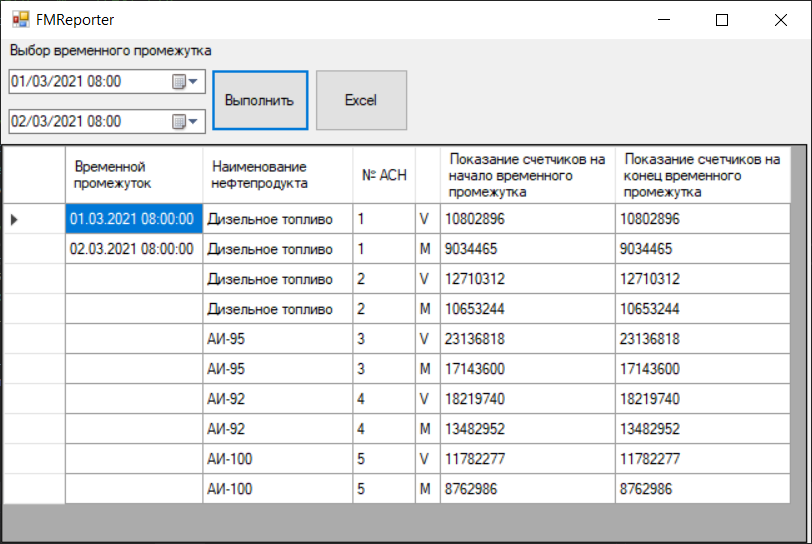 FMReporter
Выбор временного промежутка
01/03/2021 08:00
02/03/2021 08:00
Выполнить
Excel
Временной промежуток Наименование нефтепродукта № АСН Показание счетчиков на начало временного промежутка Показание счетчиков на конец временного промежутка
01.03.2021 08:00:00 Дизельное топливо 1 V 10802896 10802896
02.03.2021 08:00:00 Дизельное топливо 1 M 9034465 9034465
Дизельное топливо 2 V 12710312 12710312
Дизельное топливо 2 M 10653244 10653244
АИ-95 3 V 23136818 23136818
АИ-95 3 M 17143600 17143600
АИ-92 4 V 18219740 18219740
АИ-92 4 M 13482952 13482952
АИ-100 5 V 11782277 11782277
АИ-100 5 M 8762986 8762986